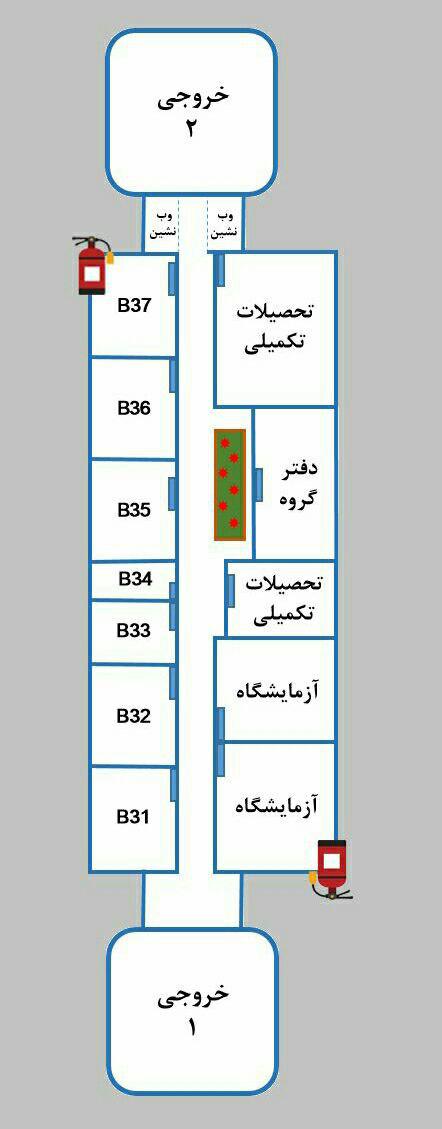 خروجی
۲
وب
نشین
وب
نشین
B37
تحصیلات
تکمیلی
B36
دفتر
گروه
B35
B34
تحصیلات
تکمیلی
B33
آزمایشگاه
B32
آزمایشگاه
B31
خروجی
۱